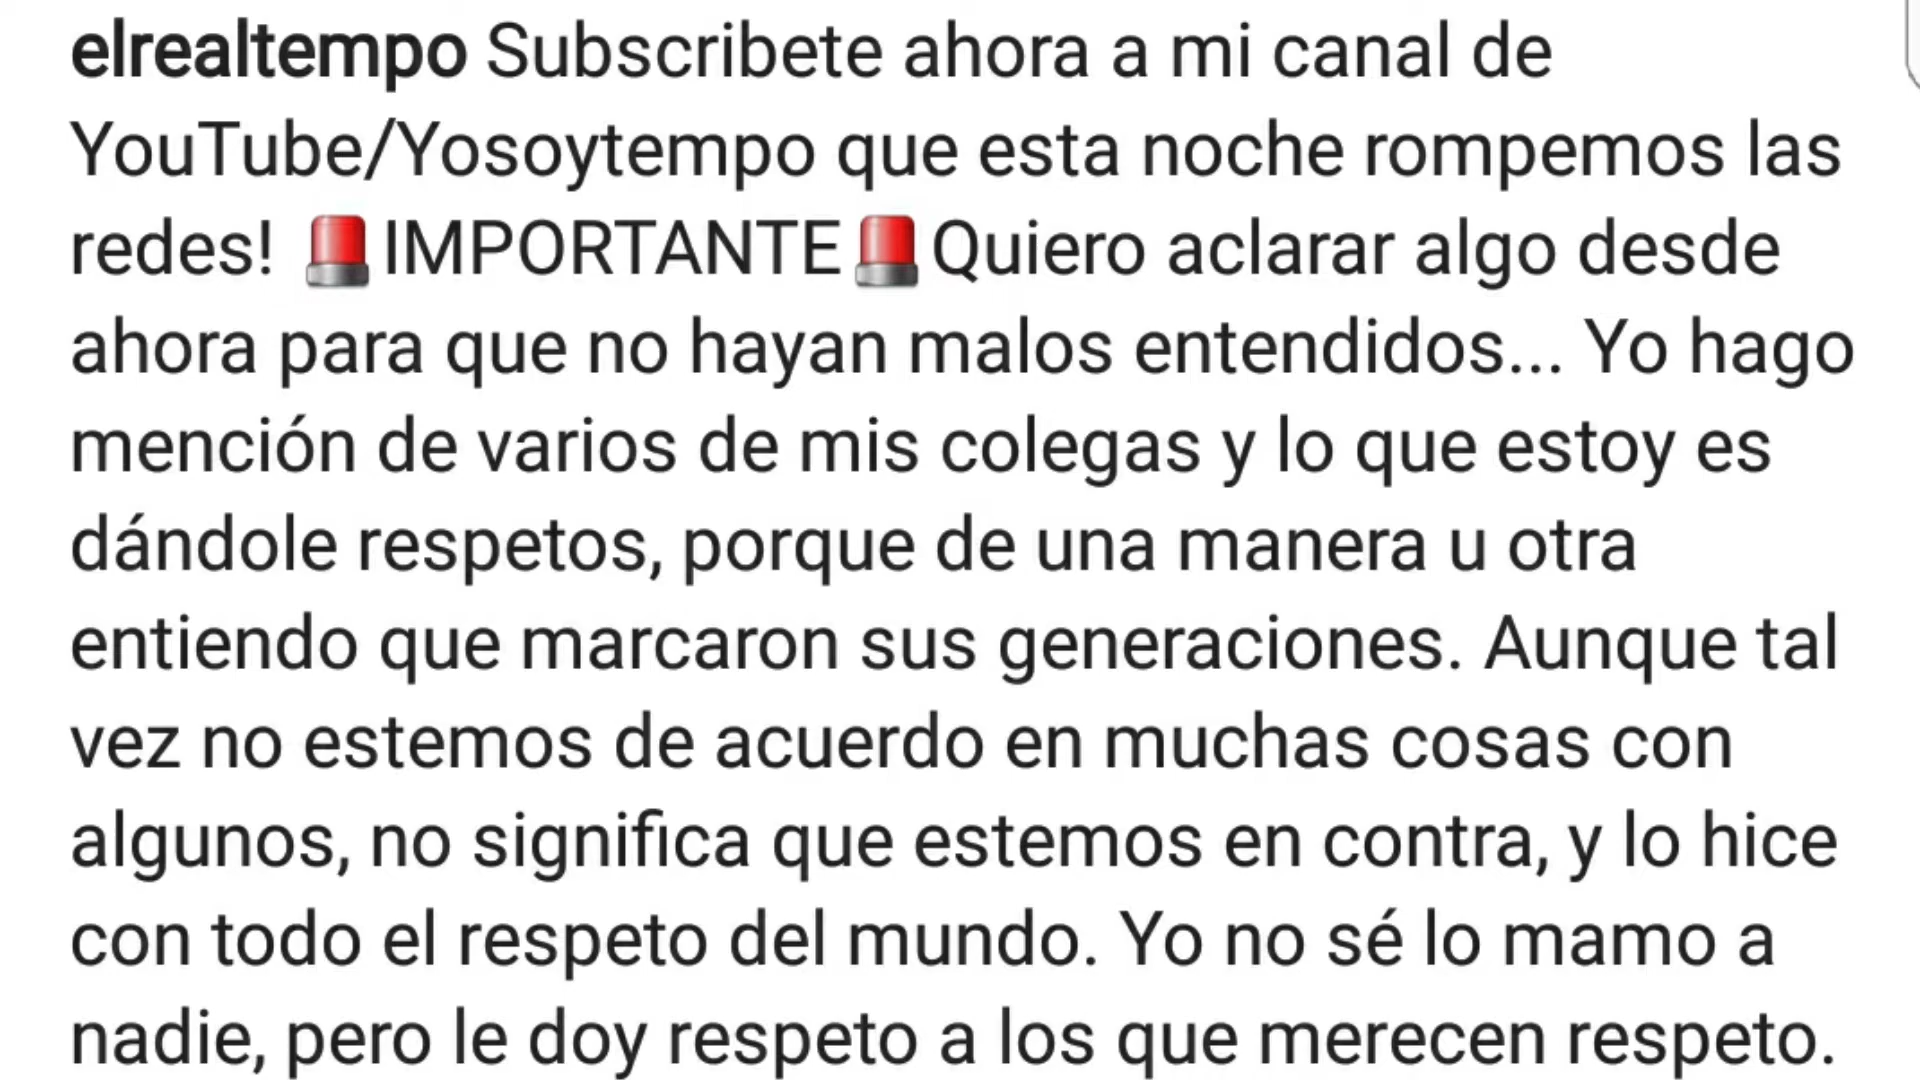 elrealtempo Subscribete ahora a mi canal de
YouTube/Yosoytempo que esta noche rompemos las
redes! 🚨IMPORTANTE🚨Quiero aclarar algo desde
ahora para que no hayan malos entendidos... Yo hago
mención de varios de mis colegas y lo que estoy es
dándole respetos, porque de una manera u otra
entiendo que marcaron sus generaciones. Aunque tal
vez no estemos de acuerdo en muchas cosas con
algunos, no significa que estemos en contra, y lo hice
con todo el respeto del mundo. Yo no sé lo mamo a
nadie, pero le doy respeto a los que merecen respeto.